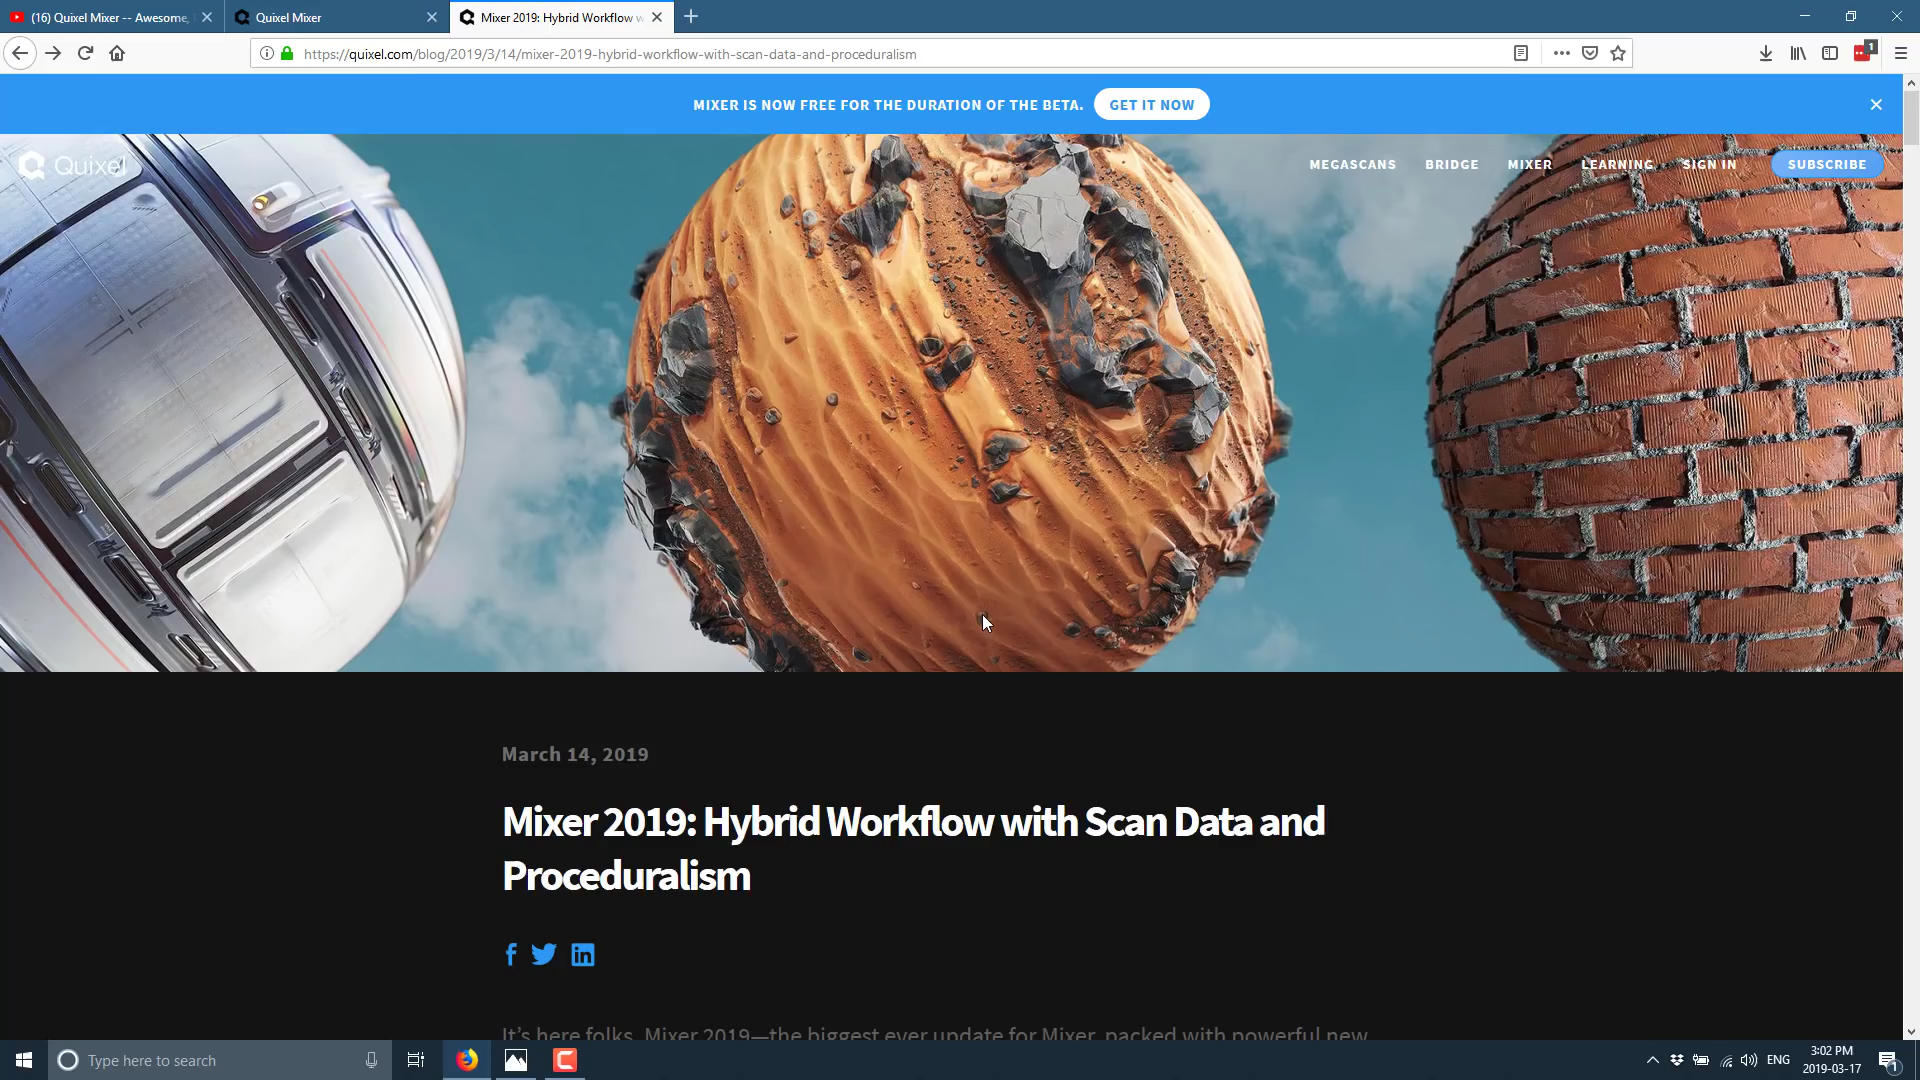 (16) Quixel Mixer -- Awesome,
Quixel Mixer
Mixer 2019: Hybrid Workflow w
https://quixel.com/blog/2019/3/14/mixer-2019-hybrid-workflow-with-scan-data-and-proceduralism
1
MIXER IS NOW FREE FOR THE DURATION OF THE BETA.
GET IT NOW
Quixel
MEGASCANS
BRIDGE
MIXER
LEARNING
SIGN IN
SUBSCRIBE
March 14, 2019
Mixer 2019: Hybrid Workflow with Scan Data and
Proceduralism
It's here folks. Mixer 2019—the biggest ever update for Mixer, packed with powerful new
Type here to search
ENG
3:02 PM
2019-03-17
1